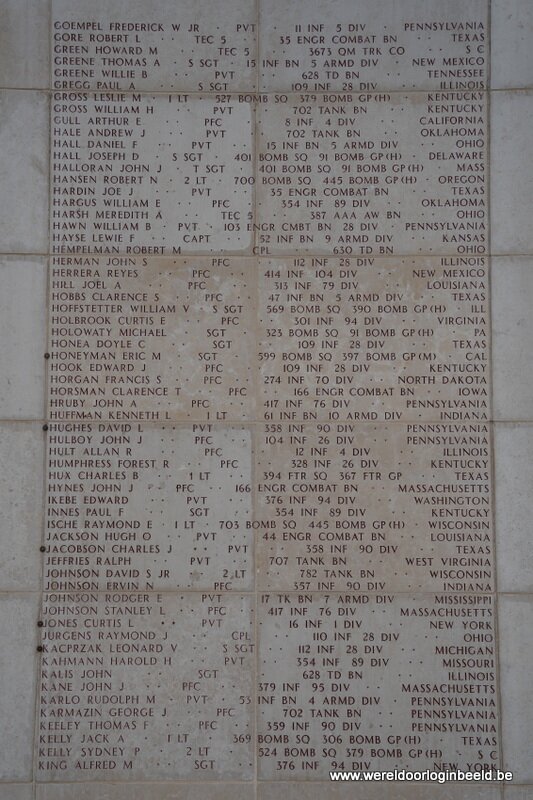 GOEMPEL FREDERICK W JR · PVT · · 11 INF 5 DIV · PENNSYLVANIA
GORE ROBERT L · · TEC 5 · · 35 ENGR COMBAT BN · · TEXAS
GREEN HOWARD M · · TEC 5 · · 3673 QM TRK CO · · S C
GREENE THOMAS A · S SGT · 15 INF BN 5 ARMD DIV · NEW MEXICO
GREENE WILLIE B · · PVT · · 628 TD BN · · TENNESSEE
GREGG PAUL A · · S SGT · · 109 INF 28 DIV · · ILLINOIS
GROSS LESLIE M · 1 LT · 527 BOMB SQ 379 BOMB GP(H) · KENTUCKY
GROSS WILLIAM H · · PVT · · 702 TANK BN · · KENTUCKY
GULL ARTHUR E · · PFC · · 8 INF 4 DIV · · CALIFORNIA
HALE ANDREW J · · PVT · · 702 TANK BN · · OKLAHOMA
HALL DANIEL F · · PVT · · 15 INF BN 5 ARMD DIV · · OHIO
HALL JOSEPH D · S SGT · 401 BOMB SQ 91 BOMB GP(H) · DELAWARE
HALLORAN JOHN J · T SGT · 401 BOMB SQ 91 BOMB GP(H) · MASS
HANSEN ROBERT N · 2 LT · 700 BOMB SQ 445 BOMB GP(H) · OREGON
HARDIN JOE J · · PVT · · 35 ENGR COMBAT BN · · TEXAS
HARGUS WILLIAM E · · PFC · · 354 INF 89 DIV · · OKLAHOMA
HARSH MEREDITH A · · TEC 5 · · 387 AAA AW BN · · OHIO
HAWN WILLIAM B · PVT · 103 ENGR CMBT BN 28 DIV · PENNSYLVANIA
HAYSE LEWIE F · · CAPT · · 52 INF BN 9 ARMD DIV · · KANSAS
HEMPELMAN ROBERT M · · CPL · · 630 TD BN · · OHIO
HERMAN JOHN S · · PFC · · 112 INF 28 DIV · · ILLINOIS
HERRERA REYES · · PFC · · 414 INF 104 DIV · · NEW MEXICO
HILL JOEL A · · PFC · · 313 INF 79 DIV · · LOUISIANA
HOBBS CLARENCE S · · PFC · · 47 INF BN 5 ARMD DIV · · TEXAS
HOFFSTETTER WILLIAM V · S SGT · 569 BOMB SQ 390 BOMB GP(H) · ILL
HOLBROOK CURTIS E · · PFC · · 301 INF 94 DIV · · VIRGINIA
HOLOWATY MICHAEL · · SGT · · 323 BOMB SQ 91 BOMB GP(H) · · PA
HONEA DOYLE C · · SGT · · 109 INF 28 DIV · · TEXAS
HONEYMAN ERIC M · · SGT · · 599 BOMB SQ 397 BOMB GP(M) · CAL
HOOK EDWARD J · · PFC · · 109 INF 28 DIV · · KENTUCKY
HORGAN FRANCIS S · · PFC · · 274 INF 70 DIV · · NORTH DAKOTA
HORSMAN CLARENCE T · · PFC · · 166 ENGR COMBAT BN · · IOWA
HRUBY JOHN A · · PFC · · 417 INF 76 DIV · · PENNSYLVANIA
HUFFMAN KENNETH L · 1 LT · · 61 INF BN 10 ARMD DIV · INDIANA
HUGHES DAVID L · · PVT · · 358 INF 90 DIV · · PENNSYLVANIA
HULBOY JOHN J · · PFC · · 104 INF 26 DIV · · PENNSYLVANIA
HULT ALLAN R · · PFC · · 12 INF 4 DIV · · ILLINOIS
HUMPHRESS FOREST R · · PFC · · 328 INF 26 DIV · · KENTUCKY
HUX CHARLES B · · 1 LT · · 394 FTR SQ 367 FTR GP · · TEXAS
HYNES JOHN J · · PFC · · 166 ENGR COMBAT BN · · MASSACHUSETTS
IKEBE EDWARD · · PVT · · 376 INF 94 DIV · · WASHINGTON
INNES PAUL F · · SGT · · 354 INF 89 DIV · · KENTUCKY
ISCHE RAYMOND E · 1 LT · 703 BOMB SQ 445 BOMB GP(H) · WISCONSIN
JACKSON HUGH O · · PVT · · 44 ENGR COMBAT BN · · LOUISIANA
JACOBSON CHARLES J · · PVT · · 358 INF 90 DIV · · TEXAS
JEFFRIES RALPH · · PVT · · 707 TANK BN · · WEST VIRGINIA
JOHNSON DAVID S JR · · 2 LT · · 782 TANK BN · · WISCONSIN
JOHNSON ERVIN N · · PFC · · 357 INF 90 DIV · · INDIANA
JOHNSON RODGER E · PVT · · 17 TK BN 7 ARMD DIV · MISSISSIPPI
JOHNSON STANLEY L · · PFC · · 417 INF 76 DIV · · MASSACHUSETTS
JONES CURTIS L · · PVT · · 16 INF 1 DIV · · NEW YORK
JURGENS RAYMOND J · · CPL · · 110 INF 28 DIV · · OHIO
KACPRZAK LEONARD V · S SGT · · 112 INF 28 DIV · · MICHIGAN
KAHMANN HAROLD H · · PVT · · 354 INF 89 DIV · · MISSOURI
KALIS JOHN · · SGT · · 628 TD BN · · ILLINOIS
KANE JOHN J · · PFC · · 379 INF 95 DIV · · MASSACHUSETTS
KARLO RUDOLPH M · PVT · 53 INF BN 4 ARMD DIV · PENNSYLVANIA
KARMAZIN GEORGE J · · PFC · · 702 TANK BN · · PENNSYLVANIA
KEELEY THOMAS F · · PFC · · 359 INF 90 DIV · · PENNSYLVANIA
KELLY JACK A · · 1 LT · 369 BOMB SQ 306 BOMB GP(H) · TEXAS
KELLY SYDNEY P · · 2 LT · · 524 BOMB SQ 379 BOMB GP(H) · S C
KING ALFRED M · · SGT · · 376 INF 94 DIV · · NEW YORK
www.wereldoorloginbeeld.be